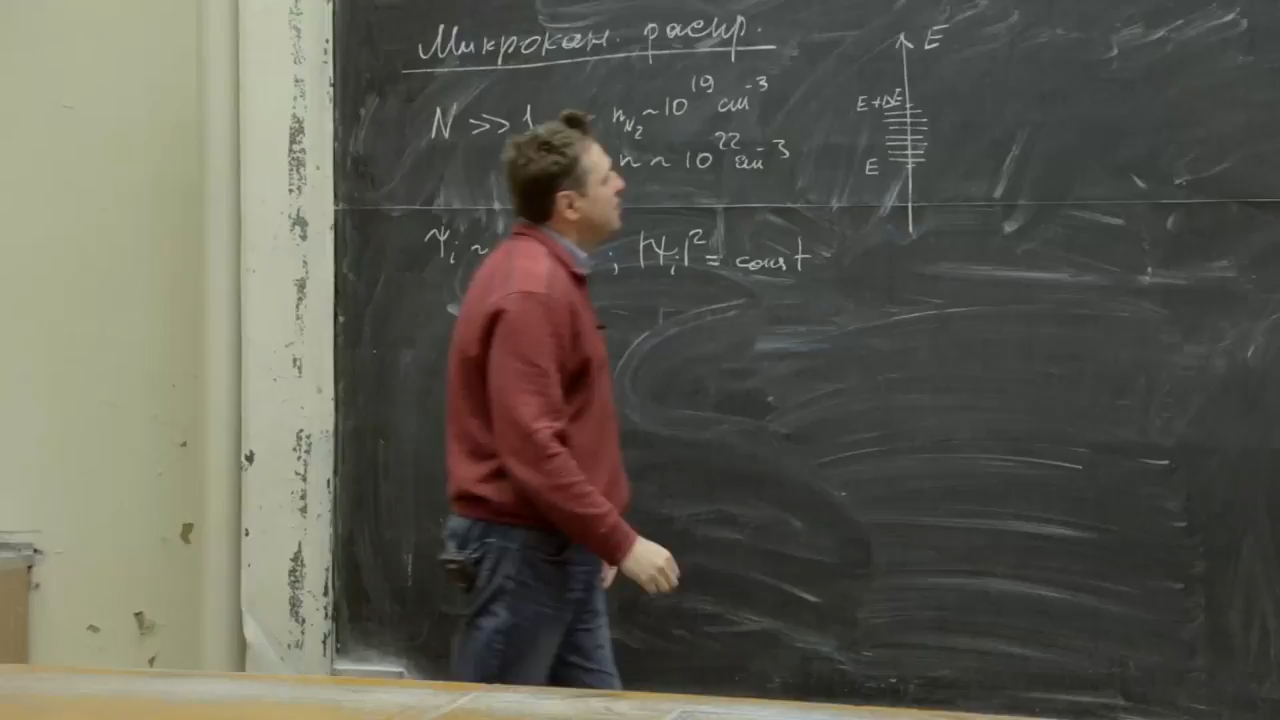 Микрокан. распр.
N >> 1 n_{N_2} ~ 10^{19} см^{-3}
n ~ 10^{22} см^{-3}
Ψ_i ~ ; |Ψ_i|^2 = const
E
E+ΔE
E